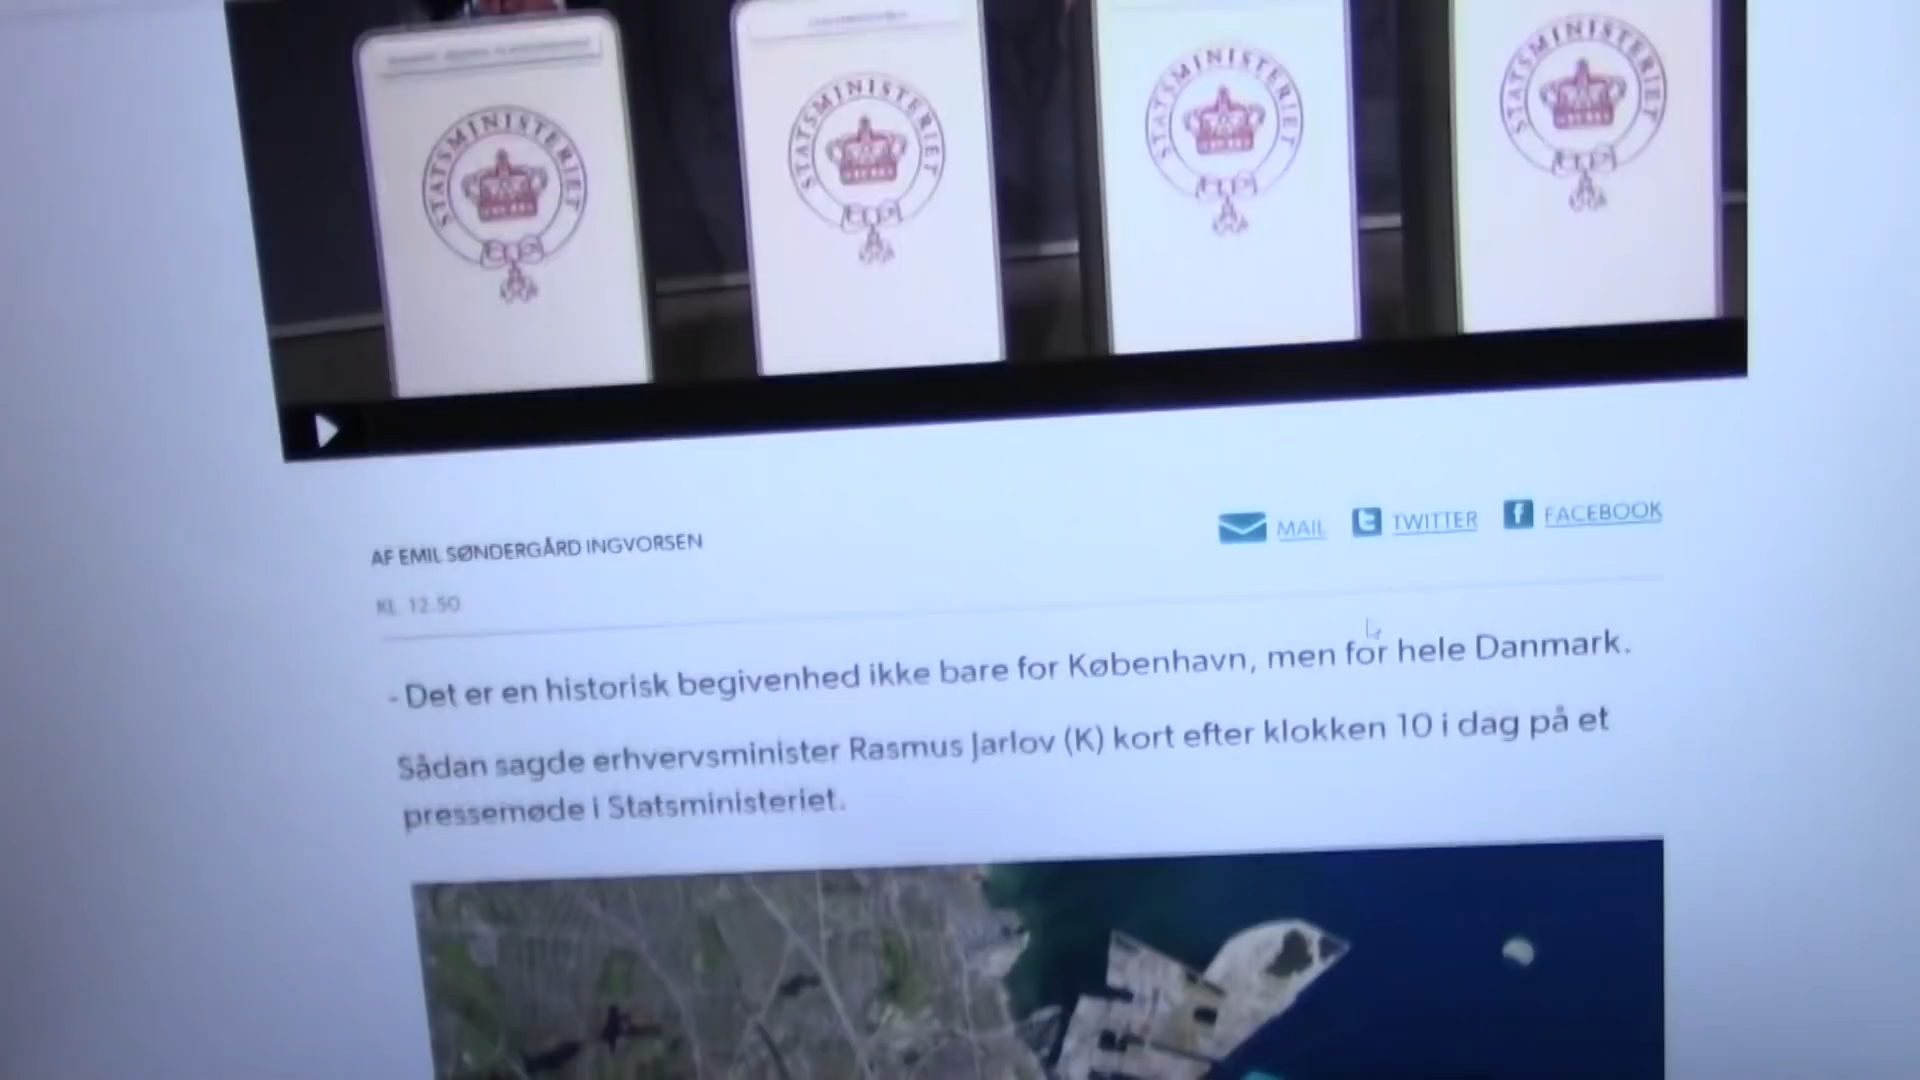 STATSMINISTERIET
STATSMINISTERIET
STATSMINISTERIET
STATSMINISTERIET
MAIL TWITTER FACEBOOK
AF EMIL SØNDERGÅRD INGVORSEN
KL. 12.50
- Det er en historisk begivenhed ikke bare for København, men for hele Danmark.
Sådan sagde erhvervsminister Rasmus Jarlov (K) kort efter klokken 10 i dag på et
pressemøde i Statsministeriet.